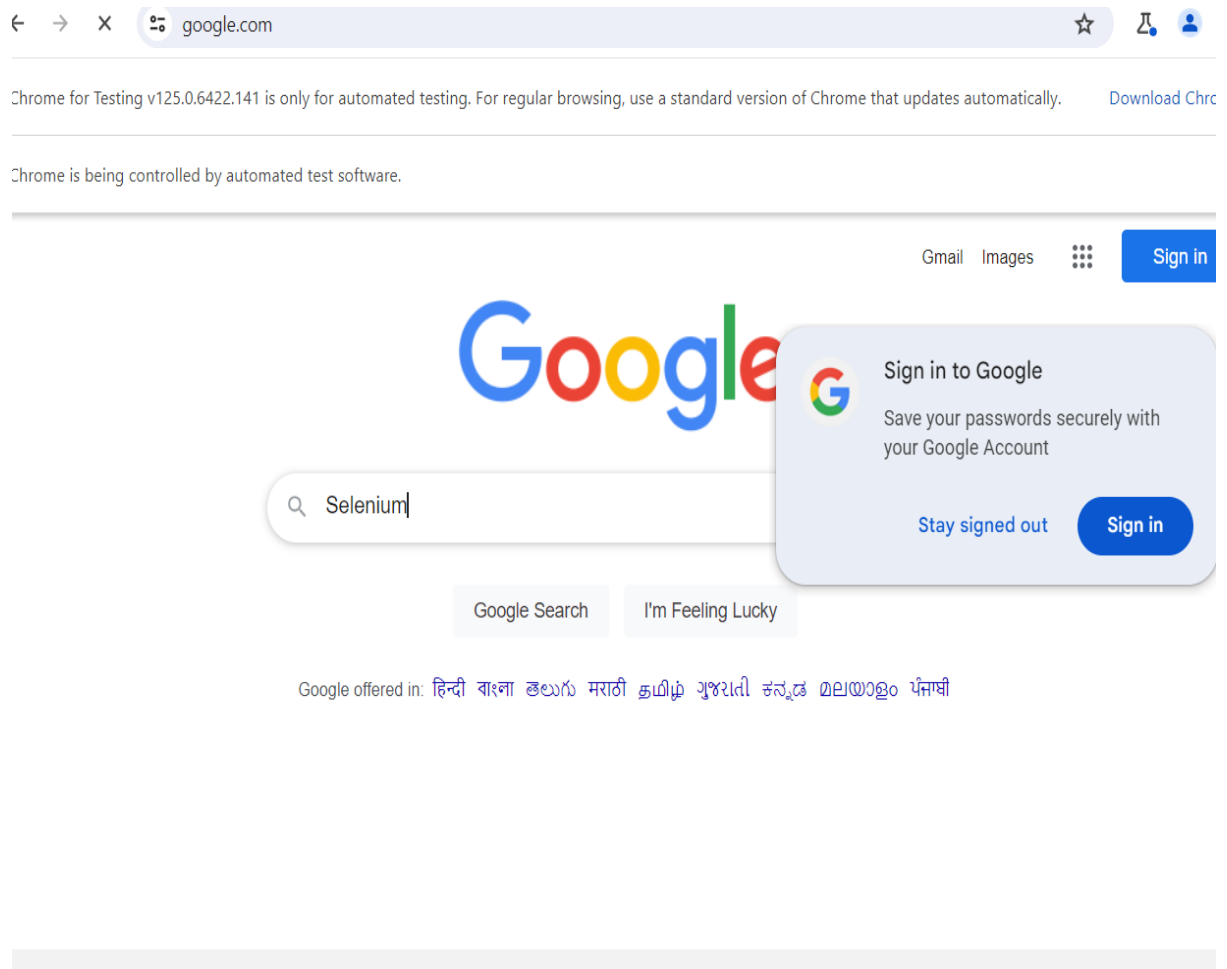 google.com
Chrome for Testing v125.0.6422.141 is only for automated testing. For regular browsing, use a standard version of Chrome that updates automatically. Download Chro
Chrome is being controlled by automated test software.
Gmail Images Sign in
Google
Sign in to Google
Save your passwords securely with
your Google Account
Stay signed out Sign in
Selenium
Google Search I'm Feeling Lucky
Google offered in: हिन्दी বাংলা తెలుగు मराठी தமிழ் ગુજરાતી ಕನ್ನಡ മലയാളം ਪੰਜਾਬੀ